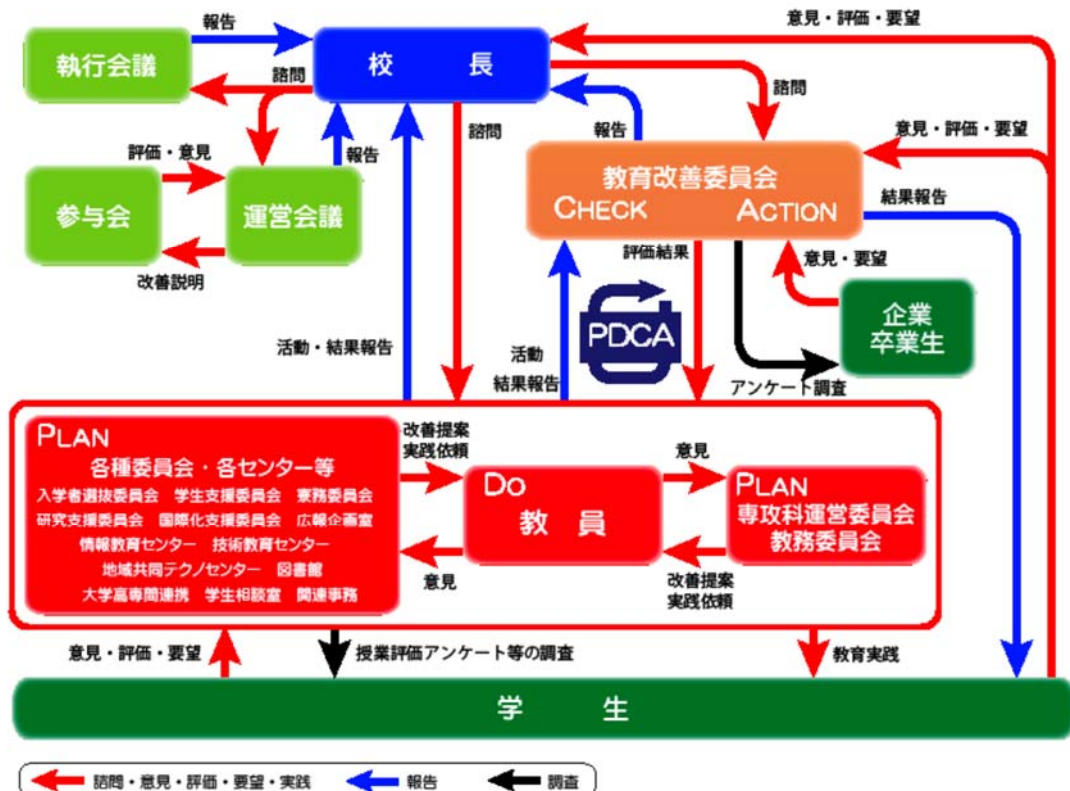 報告
意見・評価・要望
執行会議
校 長
諮問
諮問
諮問
報告
意見・評価・要望
評価・意見
報告
教育改善委員会
CHECK ACTION
参与会
運営会議
結果報告
評価結果
意見・要望
改善説明
企業
卒業生
PDCA
活動・結果報告
活動
結果報告
アンケート調査
PLAN
各種委員会・各センター等
入学者選抜委員会 学生支援委員会 寮務委員会
研究支援委員会 国際化支援委員会 広報企画室
情報教育センター 技術教育センター
地域共同テクノセンター 図書館
大学高専間連携 学生相談室 関連事務
改善提案
実践依頼
意見
DO
教 員
意見
PLAN
専攻科運営委員会
教務委員会
改善提案
実践依頼
意見・評価・要望
授業評価アンケート等の調査
教育実践
学 生
諮問・意見・評価・要望・実践 報告 調査